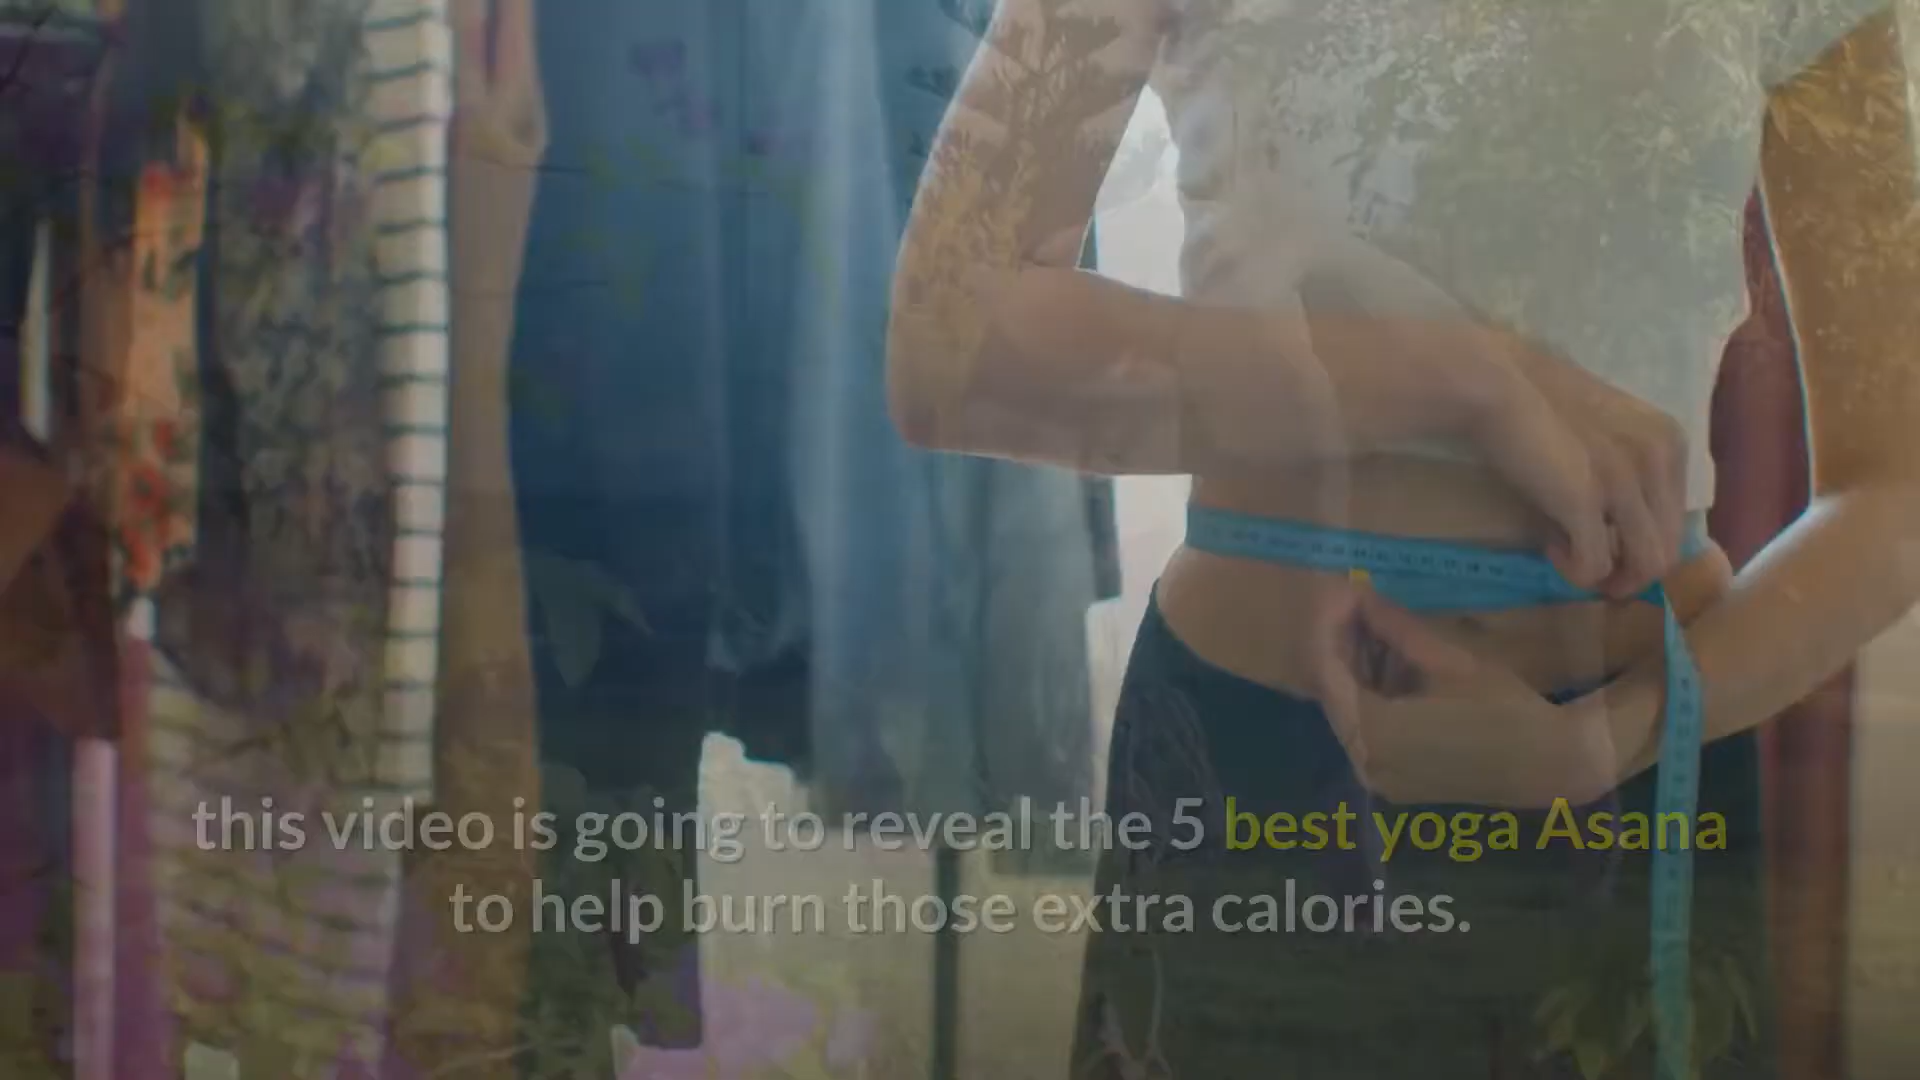 this video is going to reveal the 5 best yoga Asana
to help burn those extra calories.